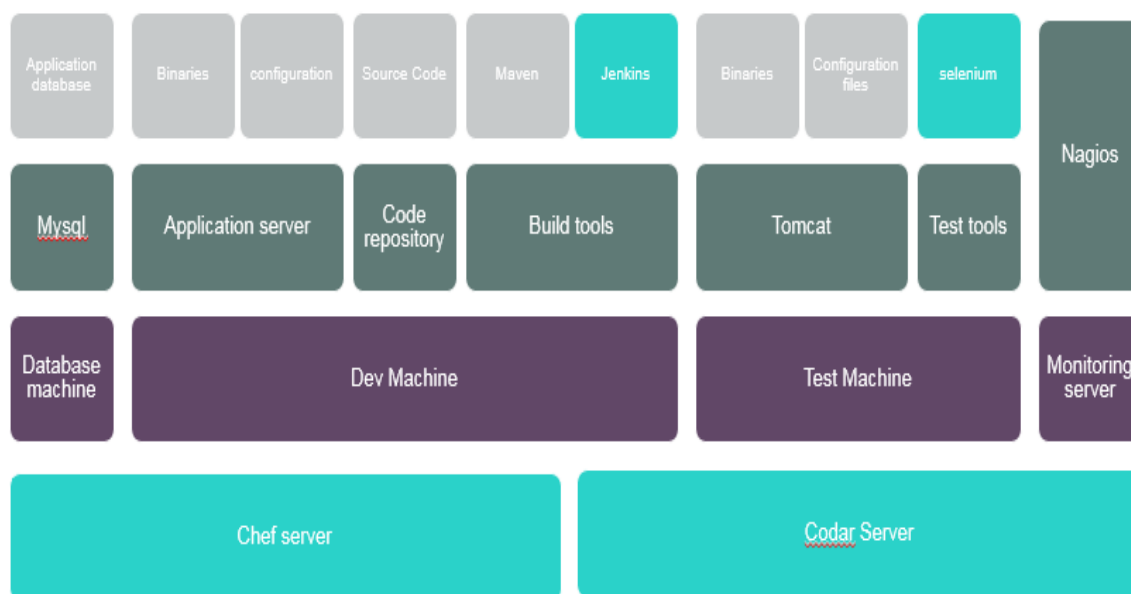 Application
database
Binaries
configuration
Source Code
Maven
Jenkins
Binaries
Configuration
files
selenium
Nagios
Mysql
Application server
Code
repository
Build tools
Tomcat
Test tools
Database
machine
Dev Machine
Test Machine
Monitoring
server
Chef server
Codar Server